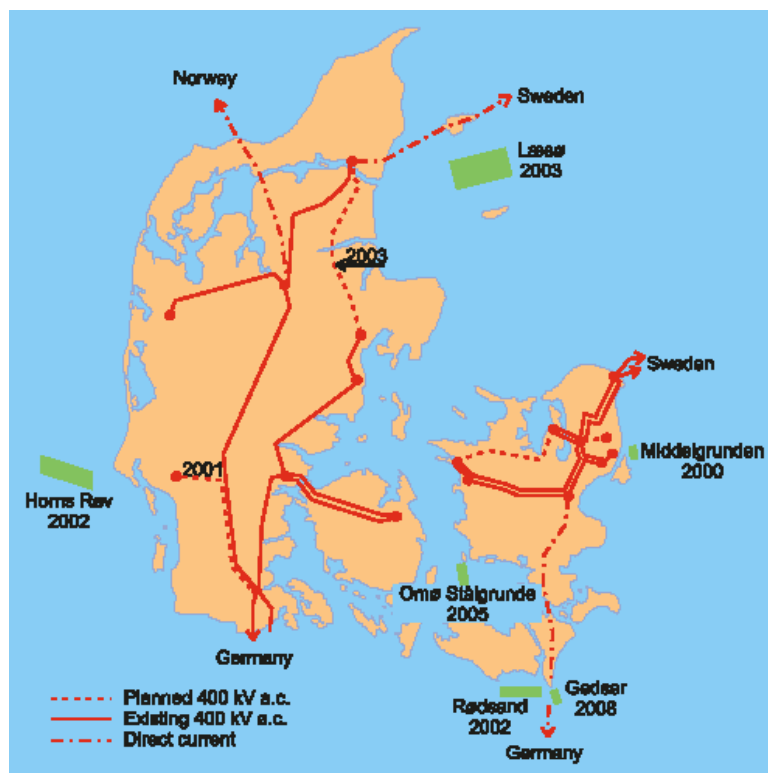 Norway
Sweden
Læsø
2003
2003
Sweden
Middelgrunden
2000
2001
Horns Røv
2002
Omø Stålgrunde
2005
Germany
Gedser
2008
Rødsand
2002
Germany
Planned 400 kV a.c.
Existing 400 kV a.c.
Direct current